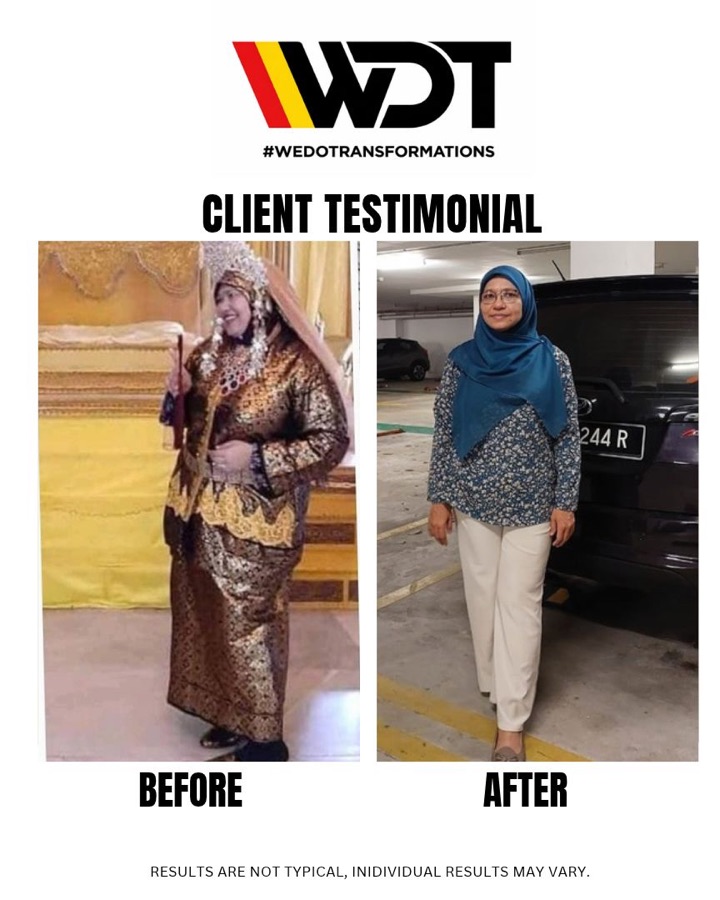 WDT
#WEDOTRANSFORMATIONS
CLIENT TESTIMONIAL
244 R
BEFORE
AFTER
RESULTS ARE NOT TYPICAL, INIDIVIDUAL RESULTS MAY VARY.